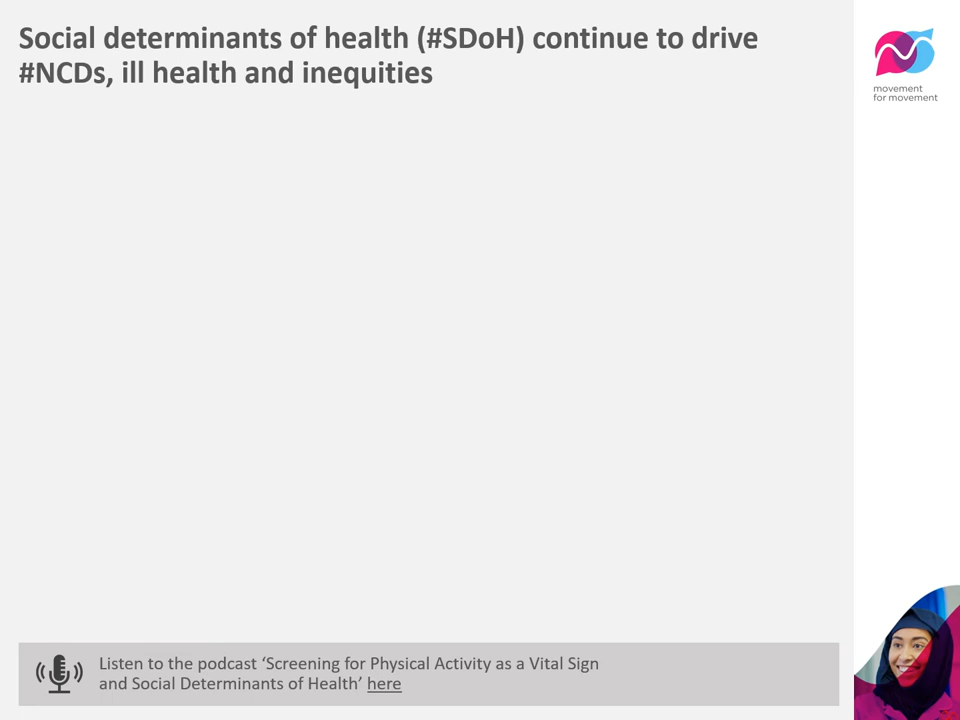 Social determinants of health (#SDoH) continue to drive
#NCDs, ill health and inequities
movement
for movement
Listen to the podcast ‘Screening for Physical Activity as a Vital Sign
and Social Determinants of Health’ here